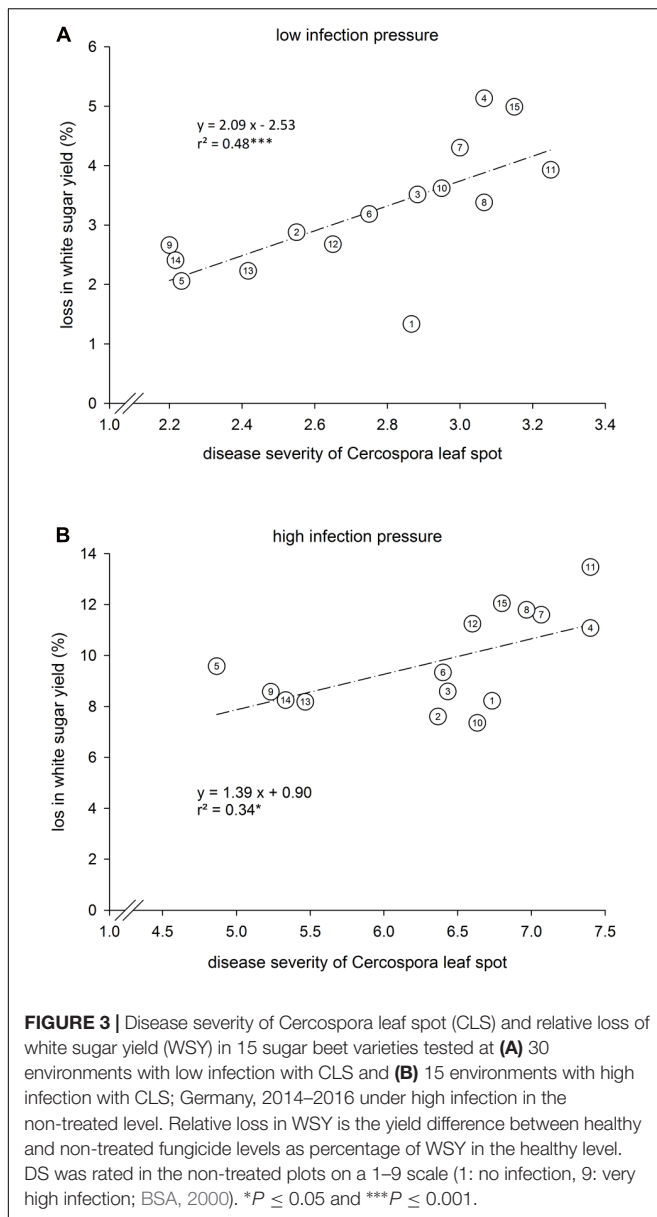 A
low infection pressure
6
5
4
3
2
1
0
loss in white sugar yield (%)
y = 2.09 x - 2.53
r² = 0.48***
4
15
7
11
10
3
8
6
2
12
9
14
13
5
1
1.0 2.2 2.4 2.6 2.8 3.0 3.2 3.4
disease severity of Cercospora leaf spot
B
high infection pressure
14
12
10
8
6
4
2
0
los in white sugar yield (%)
11
15
8
7
12
4
5
6
9
3
14
13
1
2
10
y = 1.39 x + 0.90
r² = 0.34*
1.0 4.5 5.0 5.5 6.0 6.5 7.0 7.5
disease severity of Cercospora leaf spot
FIGURE 3 | Disease severity of Cercospora leaf spot (CLS) and relative loss of
white sugar yield (WSY) in 15 sugar beet varieties tested at (A) 30
environments with low infection with CLS and (B) 15 environments with high
infection with CLS; Germany, 2014–2016 under high infection in the
non-treated level. Relative loss in WSY is the yield difference between healthy
and non-treated fungicide levels as percentage of WSY in the healthy level.
DS was rated in the non-treated plots on a 1–9 scale (1: no infection, 9: very
high infection; BSA, 2000). *P ≤ 0.05 and ***P ≤ 0.001.